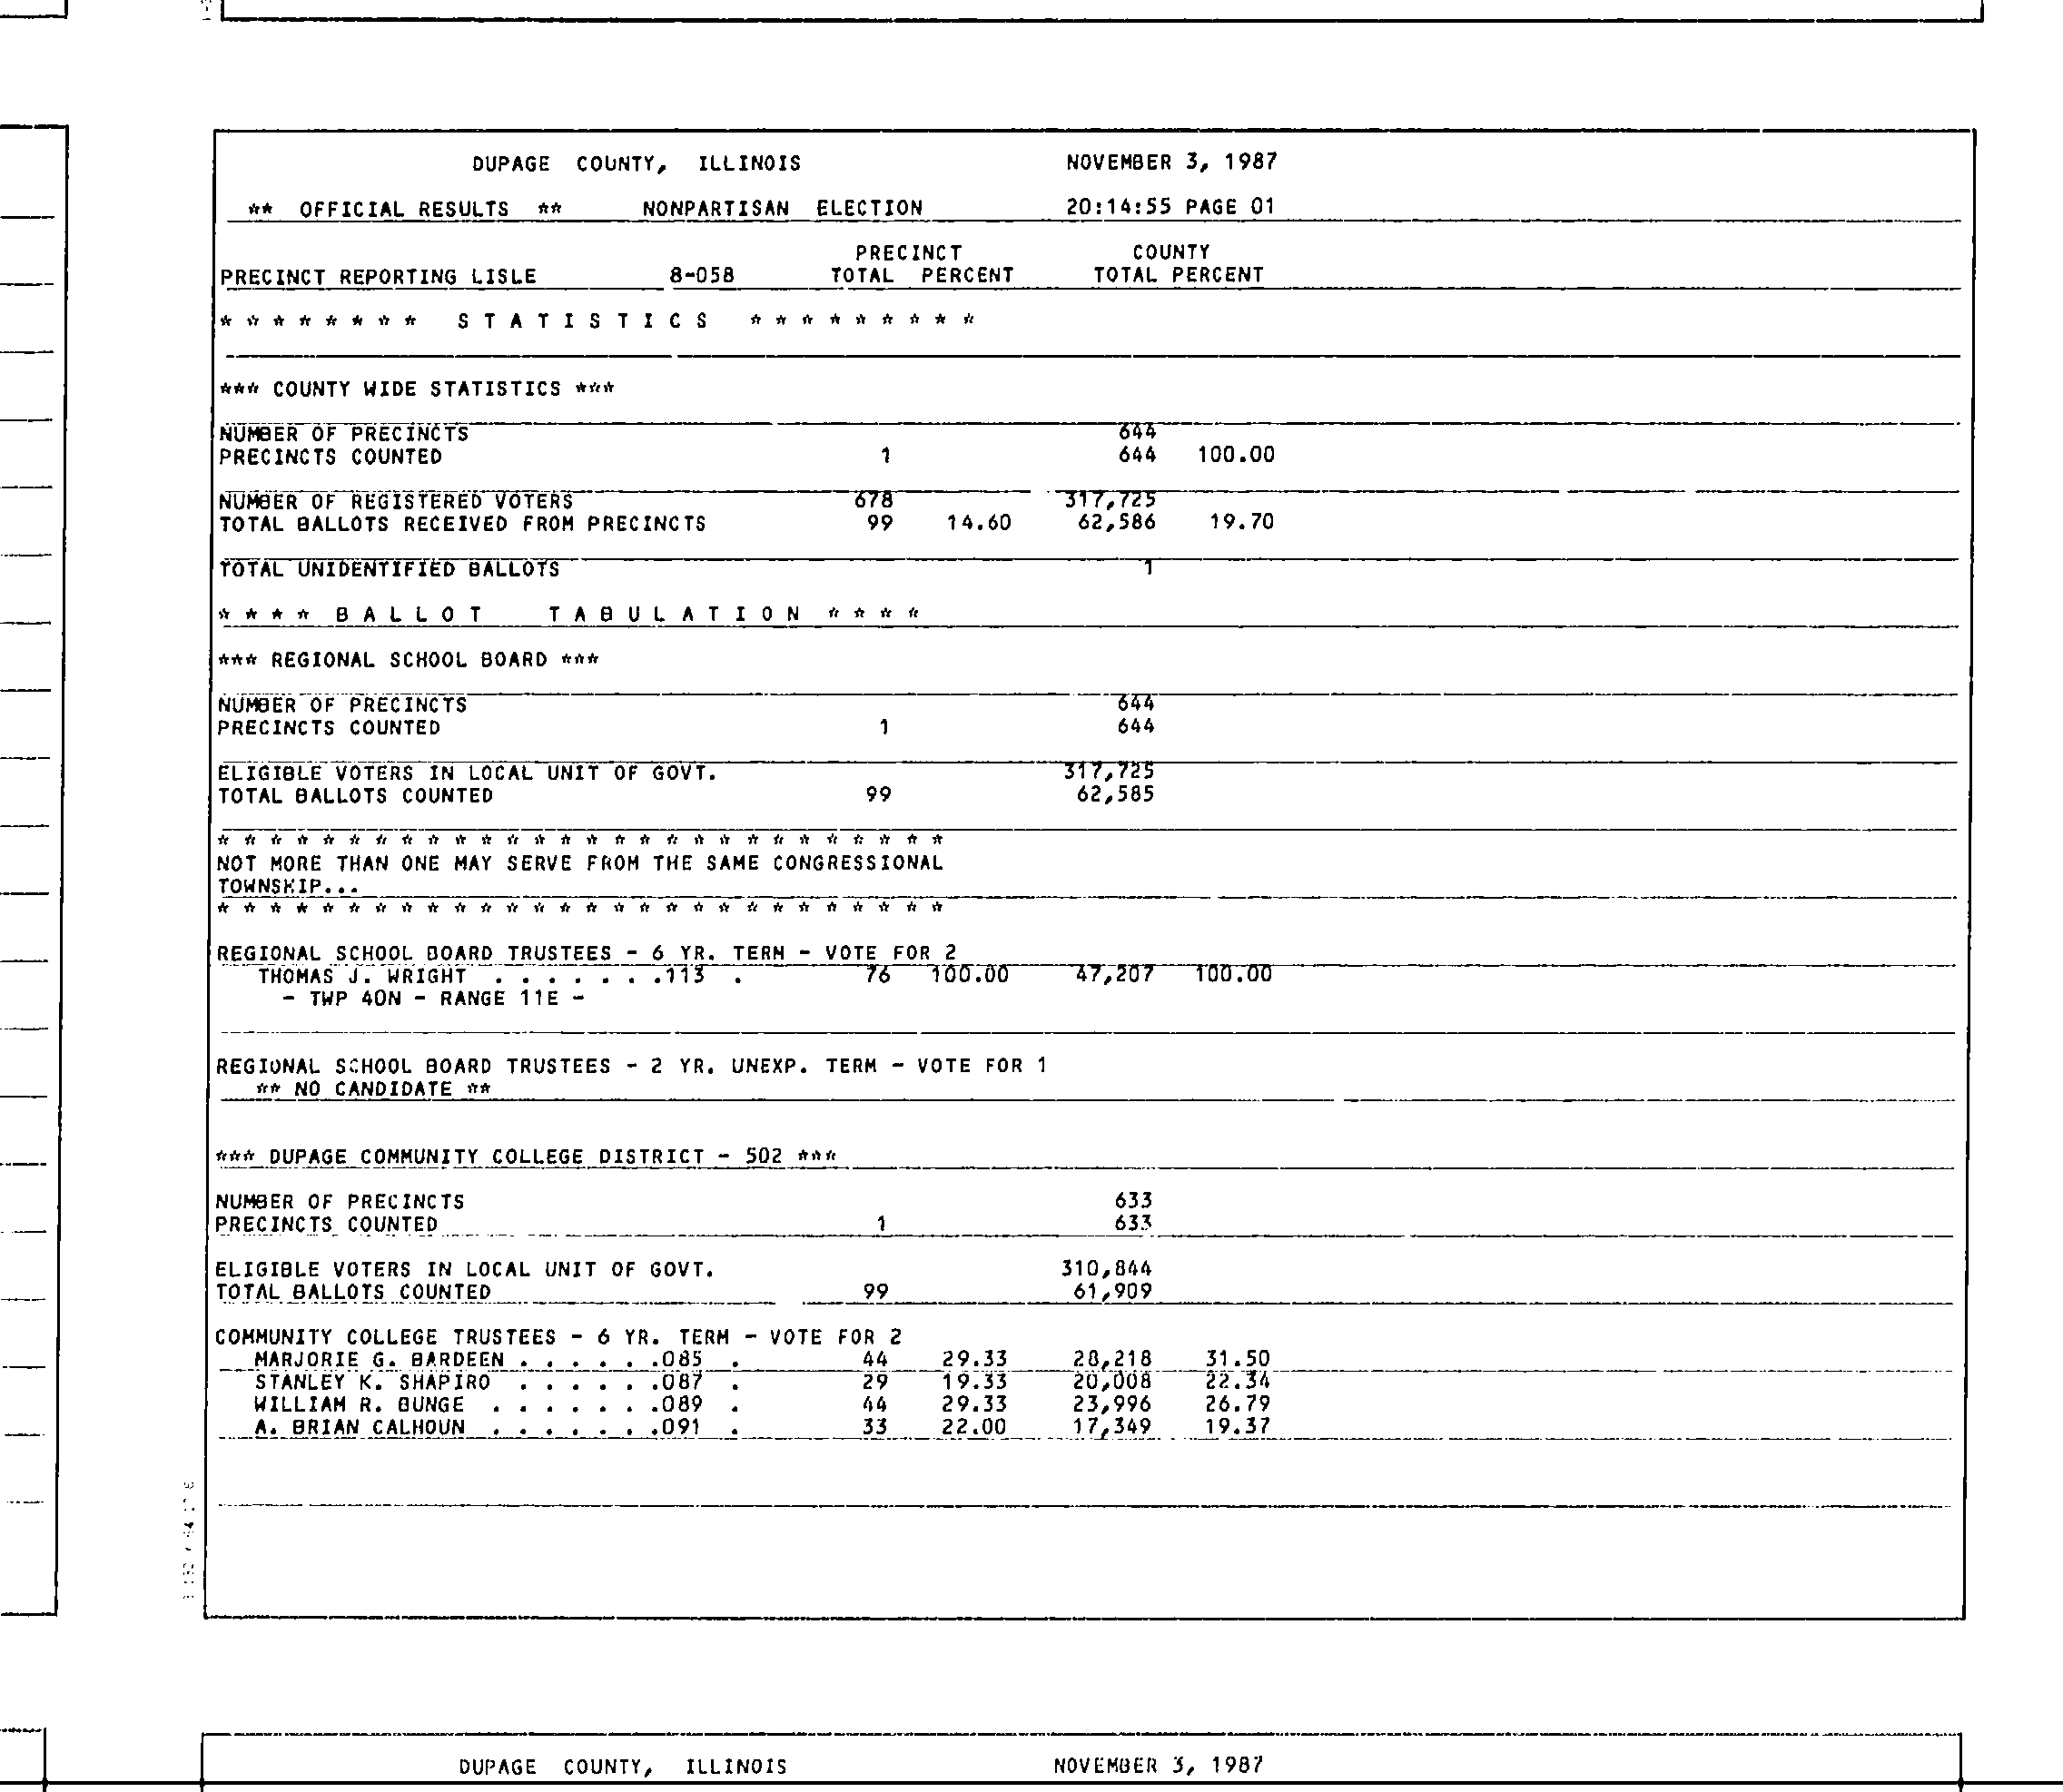 DUPAGE COUNTY, ILLINOIS NOVEMBER 3, 1987
** OFFICIAL RESULTS ** NONPARTISAN ELECTION 20:14:55 PAGE 01
PRECINCT COUNTY
PRECINCT REPORTING LISLE 8-058 TOTAL PERCENT TOTAL PERCENT
* * * * * * * * S T A T I S T I C S * * * * * * * * *
*** COUNTY WIDE STATISTICS ***
NUMBER OF PRECINCTS 644
PRECINCTS COUNTED 1 644 100.00
NUMBER OF REGISTERED VOTERS 678 317,725
TOTAL BALLOTS RECEIVED FROM PRECINCTS 99 14.60 62,586 19.70
TOTAL UNIDENTIFIED BALLOTS 1
* * * * B A L L O T T A B U L A T I O N * * * *
*** REGIONAL SCHOOL BOARD ***
NUMBER OF PRECINCTS 644
PRECINCTS COUNTED 1 644
ELIGIBLE VOTERS IN LOCAL UNIT OF GOVT. 317,725
TOTAL BALLOTS COUNTED 99 62,585
* * * * * * * * * * * * * * * * * * * * * * * * * * * *
NOT MORE THAN ONE MAY SERVE FROM THE SAME CONGRESSIONAL
TOWNSHIP...
* * * * * * * * * * * * * * * * * * * * * * * * * * * *
REGIONAL SCHOOL BOARD TRUSTEES - 6 YR. TERM - VOTE FOR 2
THOMAS J. WRIGHT . . . . . . .113 . 76 100.00 47,207 100.00
- TWP 40N - RANGE 11E -
REGIONAL SCHOOL BOARD TRUSTEES - 2 YR. UNEXP. TERM - VOTE FOR 1
** NO CANDIDATE **
*** DUPAGE COMMUNITY COLLEGE DISTRICT - 502 ***
NUMBER OF PRECINCTS 633
PRECINCTS COUNTED 1 633
ELIGIBLE VOTERS IN LOCAL UNIT OF GOVT. 310,844
TOTAL BALLOTS COUNTED 99 61,909
COMMUNITY COLLEGE TRUSTEES - 6 YR. TERM - VOTE FOR 2
MARJORIE G. BARDEEN . . . . . .085 . 44 29.33 28,218 31.50
STANLEY K. SHAPIRO . . . . . .087 . 29 19.33 20,008 22.34
WILLIAM R. BUNGE . . . . . . .089 . 44 29.33 23,996 26.79
A. BRIAN CALHOUN . . . . . . .091 . 33 22.00 17,349 19.37
DUPAGE COUNTY, ILLINOIS NOVEMBER 3, 1987